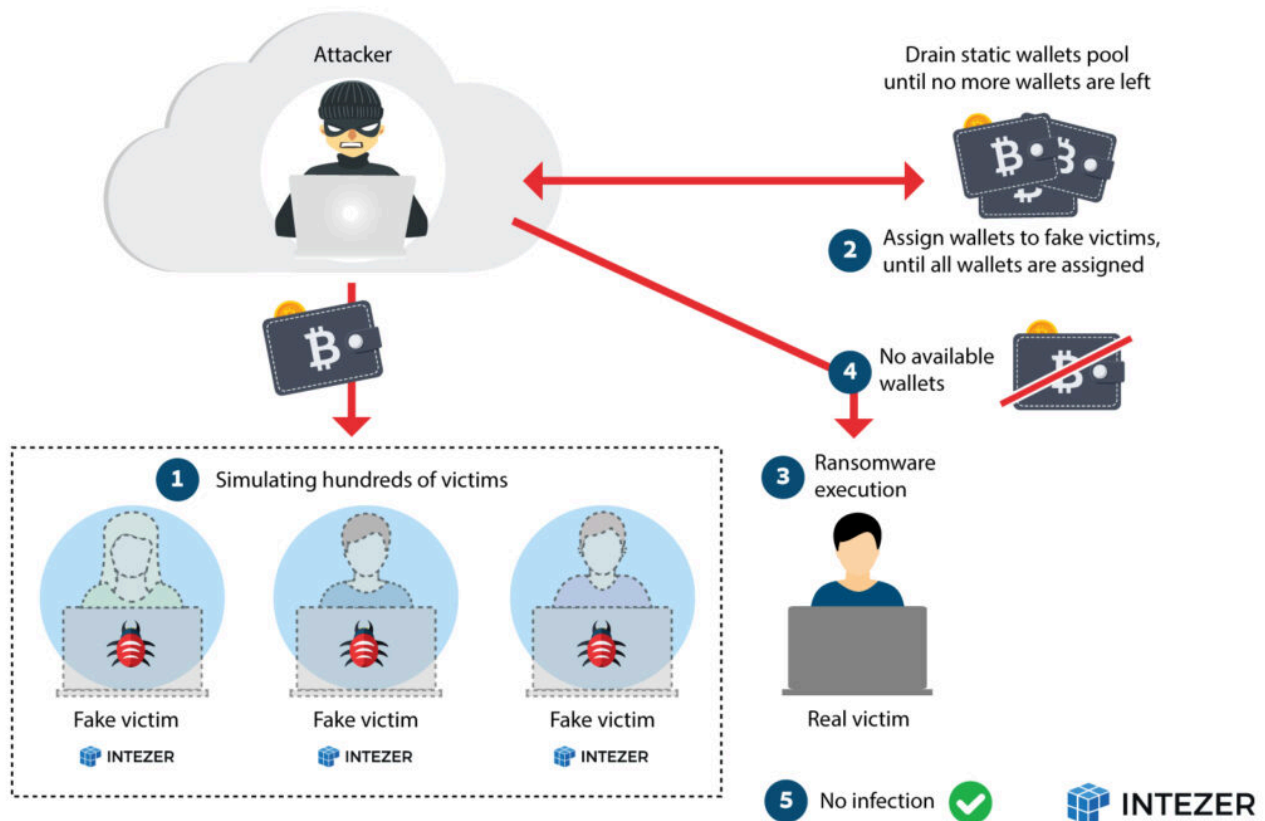 Attacker
Drain static wallets pool
until no more wallets are left
2 Assign wallets to fake victims,
until all wallets are assigned
4 No available
wallets
1 Simulating hundreds of victims
3 Ransomware
execution
Fake victim
Fake victim
Fake victim
Real victim
INTEZER
INTEZER
INTEZER
5 No infection
INTEZER